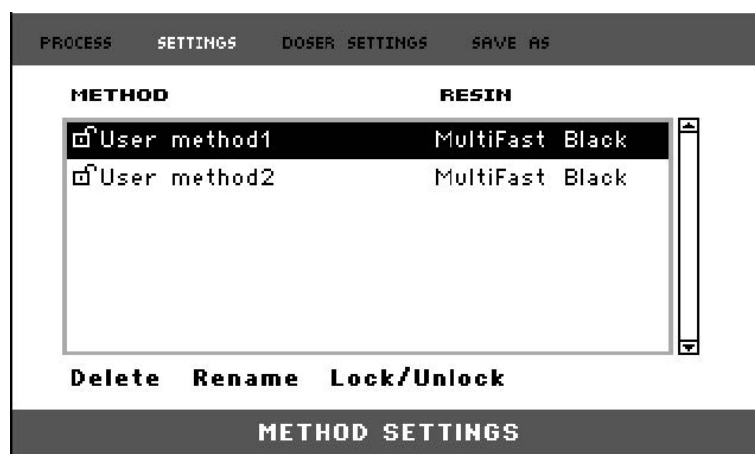 PROCESS SETTINGS DOSER SETTINGS SAVE AS
METHOD RESIN
User method1 MultiFast Black
User method2 MultiFast Black
Delete Rename Lock/Unlock
METHOD SETTINGS